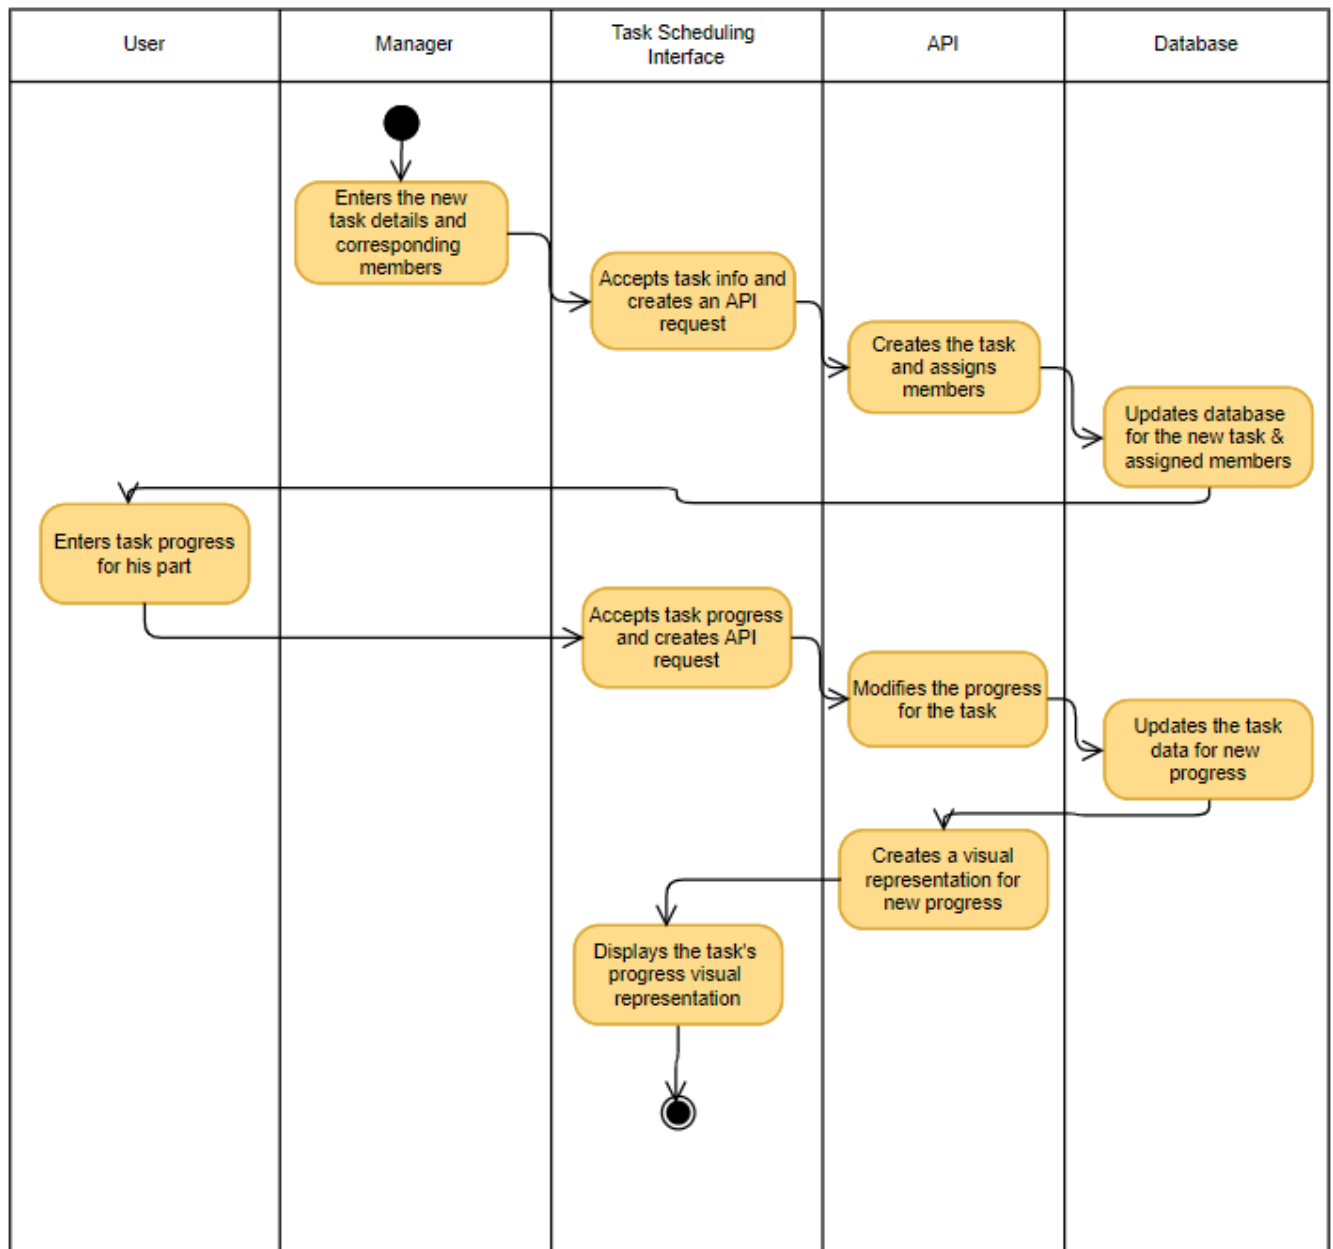 User
Manager
Task Scheduling
Interface
API
Database
Enters the new
task details and
corresponding
members
Accepts task info and
creates an API
request
Creates the task
and assigns
members
Updates database
for the new task &
assigned members
Enters task progress
for his part
Accepts task progress
and creates API
request
Modifies the progress
for the task
Updates the task
data for new
progress
Creates a visual
representation for
new progress
Displays the task's
progress visual
representation